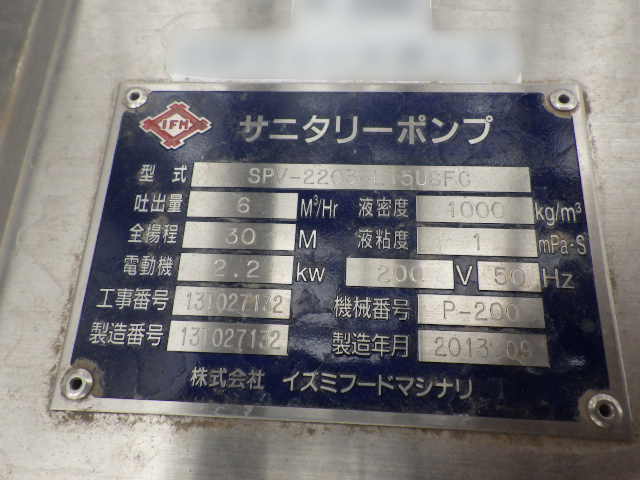 IFM サニタリーポンプ
型式 SPV-2203-L15USFG
吐出量 6 M³/Hr 液密度 1000 kg/m³
全揚程 30 M 液粘度 1 mPa·S
電動機 2.2 kw 200 V 50 Hz
工事番号 131027132 機械番号 P-200
製造番号 131027132 製造年月 2013.09
株式会社 イズミフードマシナリ